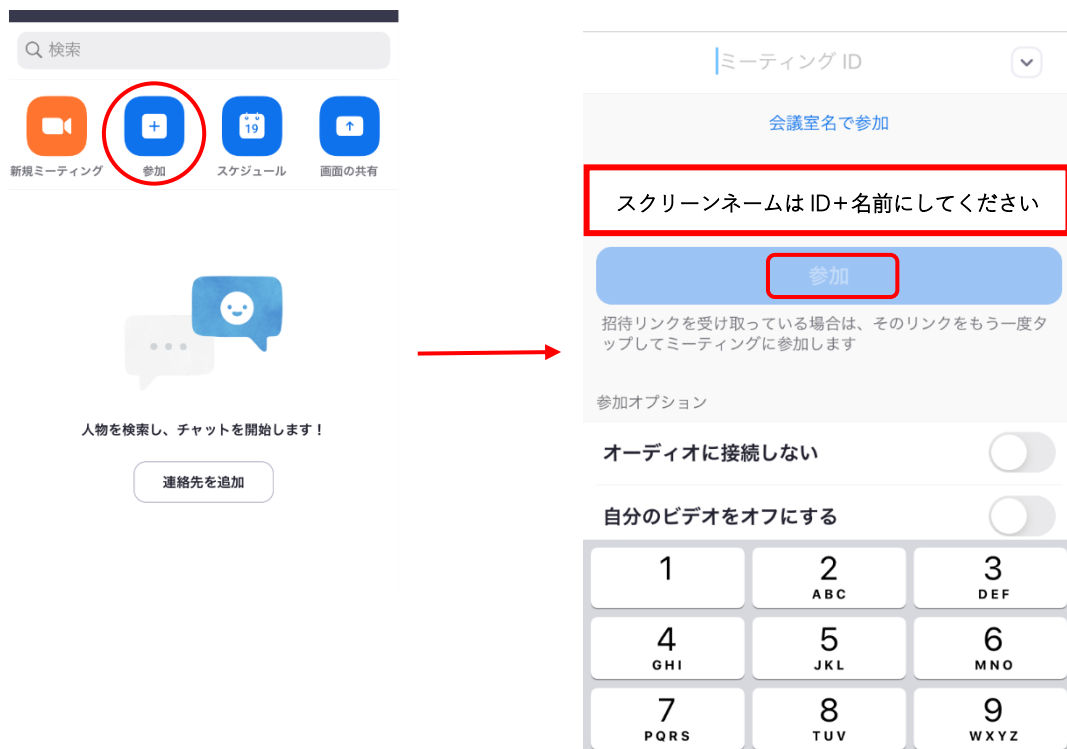 検索
19
新規ミーティング
参加
スケジュール
画面の共有
人物を検索し、チャットを開始します！
連絡先を追加
ミーティング ID
会議室名で参加
スクリーンネームは ID＋名前にしてください
参加
招待リンクを受け取っている場合は、そのリンクをもう一度タ
ップしてミーティングに参加します
参加オプション
オーディオに接続しない
自分のビデオをオフにする
1 2 3
ABC DEF
4 5 6
GHI JKL MNO
7 8 9
PQRS TUV WXYZ